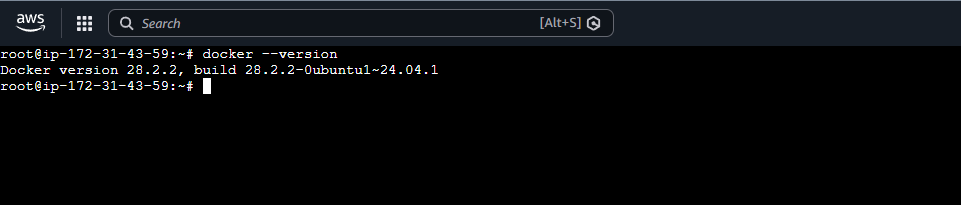 aws
Search
[Alt+S]
root@ip-172-31-43-59:~# docker --version
Docker version 28.2.2, build 28.2.2-0ubuntu1~24.04.1
root@ip-172-31-43-59:~#